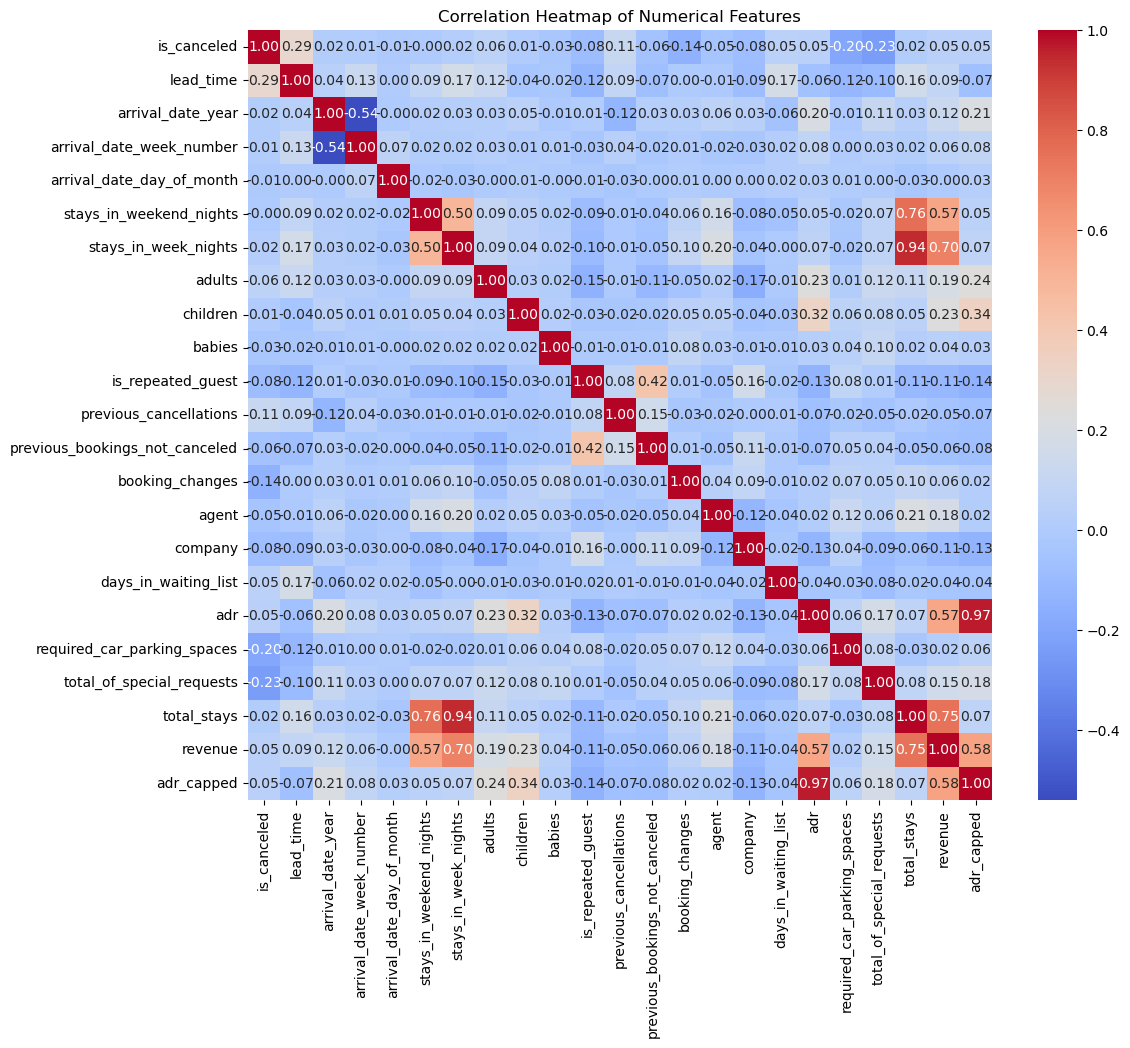 Correlation Heatmap of Numerical Features
is_canceled 1.00 0.29 0.02 0.01 -0.01 -0.00 0.02 0.06 0.01 -0.03 -0.08 0.11 -0.06 -0.14 -0.05 -0.08 0.05 0.05 -0.20 -0.23 0.02 0.05 0.05
lead_time 0.29 1.00 0.04 0.13 0.00 0.09 0.17 0.12 -0.04 -0.02 -0.12 0.09 -0.07 0.00 -0.01 -0.09 0.17 -0.06 -0.12 -0.10 0.16 0.09 -0.07
arrival_date_year 0.02 0.04 1.00 -0.54 -0.00 0.02 0.03 0.03 0.05 -0.01 0.01 -0.12 0.03 0.03 0.06 0.03 -0.06 0.20 -0.01 0.11 0.03 0.12 0.21
arrival_date_week_number 0.01 0.13 -0.54 1.00 0.07 0.02 0.02 0.03 0.01 0.01 -0.03 0.04 -0.02 0.01 -0.02 -0.03 0.02 0.08 0.00 0.03 0.02 0.06 0.08
arrival_date_day_of_month -0.01 0.00 -0.00 0.07 1.00 -0.02 -0.03 -0.00 0.01 -0.00 -0.01 -0.03 -0.00 0.01 0.00 0.00 0.02 0.03 0.01 0.00 -0.03 -0.00 0.03
stays_in_weekend_nights -0.00 0.09 0.02 0.02 -0.02 1.00 0.50 0.09 0.05 0.02 -0.09 -0.01 -0.04 0.06 0.16 -0.08 -0.05 0.05 -0.02 0.07 0.76 0.57 0.05
stays_in_week_nights 0.02 0.17 0.03 0.02 -0.03 0.50 1.00 0.09 0.04 0.02 -0.10 -0.01 -0.05 0.10 0.20 -0.04 -0.00 0.07 -0.02 0.07 0.94 0.70 0.07
adults 0.06 0.12 0.03 0.03 -0.00 0.09 0.09 1.00 0.03 0.02 -0.15 -0.01 -0.11 -0.05 0.02 -0.17 -0.01 0.23 0.01 0.12 0.11 0.19 0.24
children 0.01 -0.04 0.05 0.01 0.01 0.05 0.04 0.03 1.00 0.02 -0.03 -0.02 -0.02 0.05 0.05 -0.04 -0.03 0.32 0.06 0.08 0.05 0.23 0.34
babies -0.03 -0.02 -0.01 0.01 -0.00 0.02 0.02 0.02 0.02 1.00 -0.01 -0.01 -0.01 0.08 0.03 -0.01 -0.01 0.03 0.04 0.10 0.02 0.04 0.03
is_repeated_guest -0.08 -0.12 0.01 -0.03 -0.01 -0.09 -0.10 -0.15 -0.03 -0.01 1.00 0.08 0.42 0.01 -0.05 0.16 -0.02 -0.13 0.08 0.01 -0.11 -0.11 -0.14
previous_cancellations 0.11 0.09 -0.12 0.04 -0.03 -0.01 -0.01 -0.01 -0.02 -0.01 0.08 1.00 0.15 -0.03 -0.02 -0.00 0.01 -0.07 -0.02 -0.05 -0.02 -0.05 -0.07
previous_bookings_not_canceled -0.06 -0.07 0.03 -0.02 -0.00 -0.04 -0.05 -0.11 -0.02 -0.01 0.42 0.15 1.00 0.01 -0.05 0.11 -0.01 -0.07 0.05 0.04 -0.05 -0.06 -0.08
booking_changes -0.14 0.00 0.03 0.01 0.01 0.06 0.10 -0.05 0.05 0.08 0.01 -0.03 0.01 1.00 0.04 0.09 -0.01 0.02 0.07 0.05 0.10 0.06 0.02
agent -0.05 -0.01 0.06 -0.02 0.00 0.16 0.20 0.02 0.05 0.03 -0.05 -0.02 -0.05 0.04 1.00 -0.12 -0.04 0.02 0.12 0.06 0.21 0.18 0.02
company -0.08 -0.09 0.03 -0.03 0.00 -0.08 -0.04 -0.17 -0.04 -0.01 0.16 -0.00 0.11 0.09 -0.12 1.00 -0.02 -0.13 0.04 -0.09 -0.06 -0.11 -0.13
days_in_waiting_list 0.05 0.17 -0.06 0.02 0.02 -0.05 -0.00 -0.01 -0.03 -0.01 -0.02 0.01 -0.01 -0.01 -0.04 -0.02 1.00 -0.04 -0.03 -0.08 -0.02 -0.04 -0.04
adr 0.05 -0.06 0.20 0.08 0.03 0.05 0.07 0.23 0.32 0.03 -0.13 -0.07 -0.07 0.02 0.02 -0.13 -0.04 1.00 0.06 0.17 0.07 0.57 0.97
required_car_parking_spaces -0.20 -0.12 -0.01 0.00 0.01 -0.02 -0.02 0.01 0.06 0.04 0.08 -0.02 0.05 0.07 0.12 0.04 -0.03 0.06 1.00 0.08 -0.03 0.02 0.06
total_of_special_requests -0.23 -0.10 0.11 0.03 0.00 0.07 0.07 0.12 0.08 0.10 0.01 -0.05 0.04 0.05 0.06 -0.09 -0.08 0.17 0.08 1.00 0.08 0.15 0.18
total_stays 0.02 0.16 0.03 0.02 -0.03 0.76 0.94 0.11 0.05 0.02 -0.11 -0.02 -0.05 0.10 0.21 -0.06 -0.02 0.07 -0.03 0.08 1.00 0.75 0.07
revenue 0.05 0.09 0.12 0.06 -0.00 0.57 0.70 0.19 0.23 0.04 -0.11 -0.05 -0.06 0.06 0.18 -0.11 -0.04 0.57 0.02 0.15 0.75 1.00 0.58
adr_capped 0.05 -0.07 0.21 0.08 0.03 0.05 0.07 0.24 0.34 0.03 -0.14 -0.07 -0.08 0.02 0.02 -0.13 -0.04 0.97 0.06 0.18 0.07 0.58 1.00
is_canceled
lead_time
arrival_date_year
arrival_date_week_number
arrival_date_day_of_month
stays_in_weekend_nights
stays_in_week_nights
adults
children
babies
is_repeated_guest
previous_cancellations
previous_bookings_not_canceled
booking_changes
agent
company
days_in_waiting_list
adr
required_car_parking_spaces
total_of_special_requests
total_stays
revenue
adr_capped
1.0
0.8
0.6
0.4
0.2
0.0
−0.2
−0.4